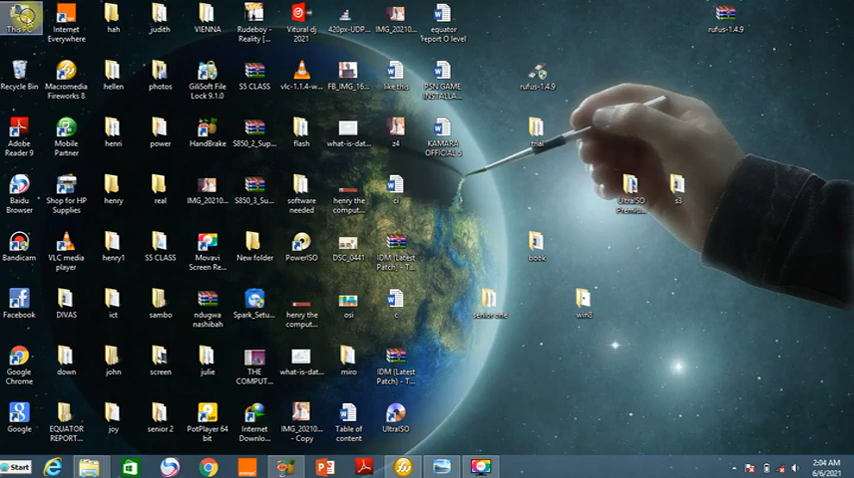 This PC
Internet
Everywhere
hah
judith
VIENNA
Rudeboy -
Reality [...
Vitural dj
2021
420px-UDP...
IMG_20210...
equator
report O level
rufus-1.4.9
Recycle Bin
Macromedia
Fireworks 8
hellen
photos
GiliSoft File
Lock 9.1.0
S5 CLASS
vlc-1.1.4-w...
FB_IMG_16...
like this
PSN GAME
INSTALLA...
rufus-1.4.9
Adobe
Reader 9
Mobile
Partner
henri
power
HandBrake
S850_2_Sup...
flash
what-is-dat...
z4
KAMARA
OFFICIAL S
trial
Baidu
Browser
Shop for HP
Supplies
henry
real
IMG_20210...
S850_3_Su...
software
needed
henry the
comput...
ci
UltraISO
Premiu...
s3
Bandicam
VLC media
player
henry1
S5 CLASS
Movavi
Screen Re...
New folder
PowerISO
DSC_0441
IDM (Latest
Patch) - T...
book
Facebook
DIVAS
ict
sambo
ndugwa
nashibah
Spark_Setu...
henry the
comput...
osi
c
senior one
win8
Google
Chrome
down
john
screen
julie
THE
COMPUT...
what-is-dat...
miro
IDM (Latest
Patch) - T...
Google
EQUATOR
REPORT...
joy
senior 2
PotPlayer 64
bit
Internet
Downlo...
IMG_20210...
- Copy
Table of
content
UltraISO
Start
2:04 AM
6/6/2021